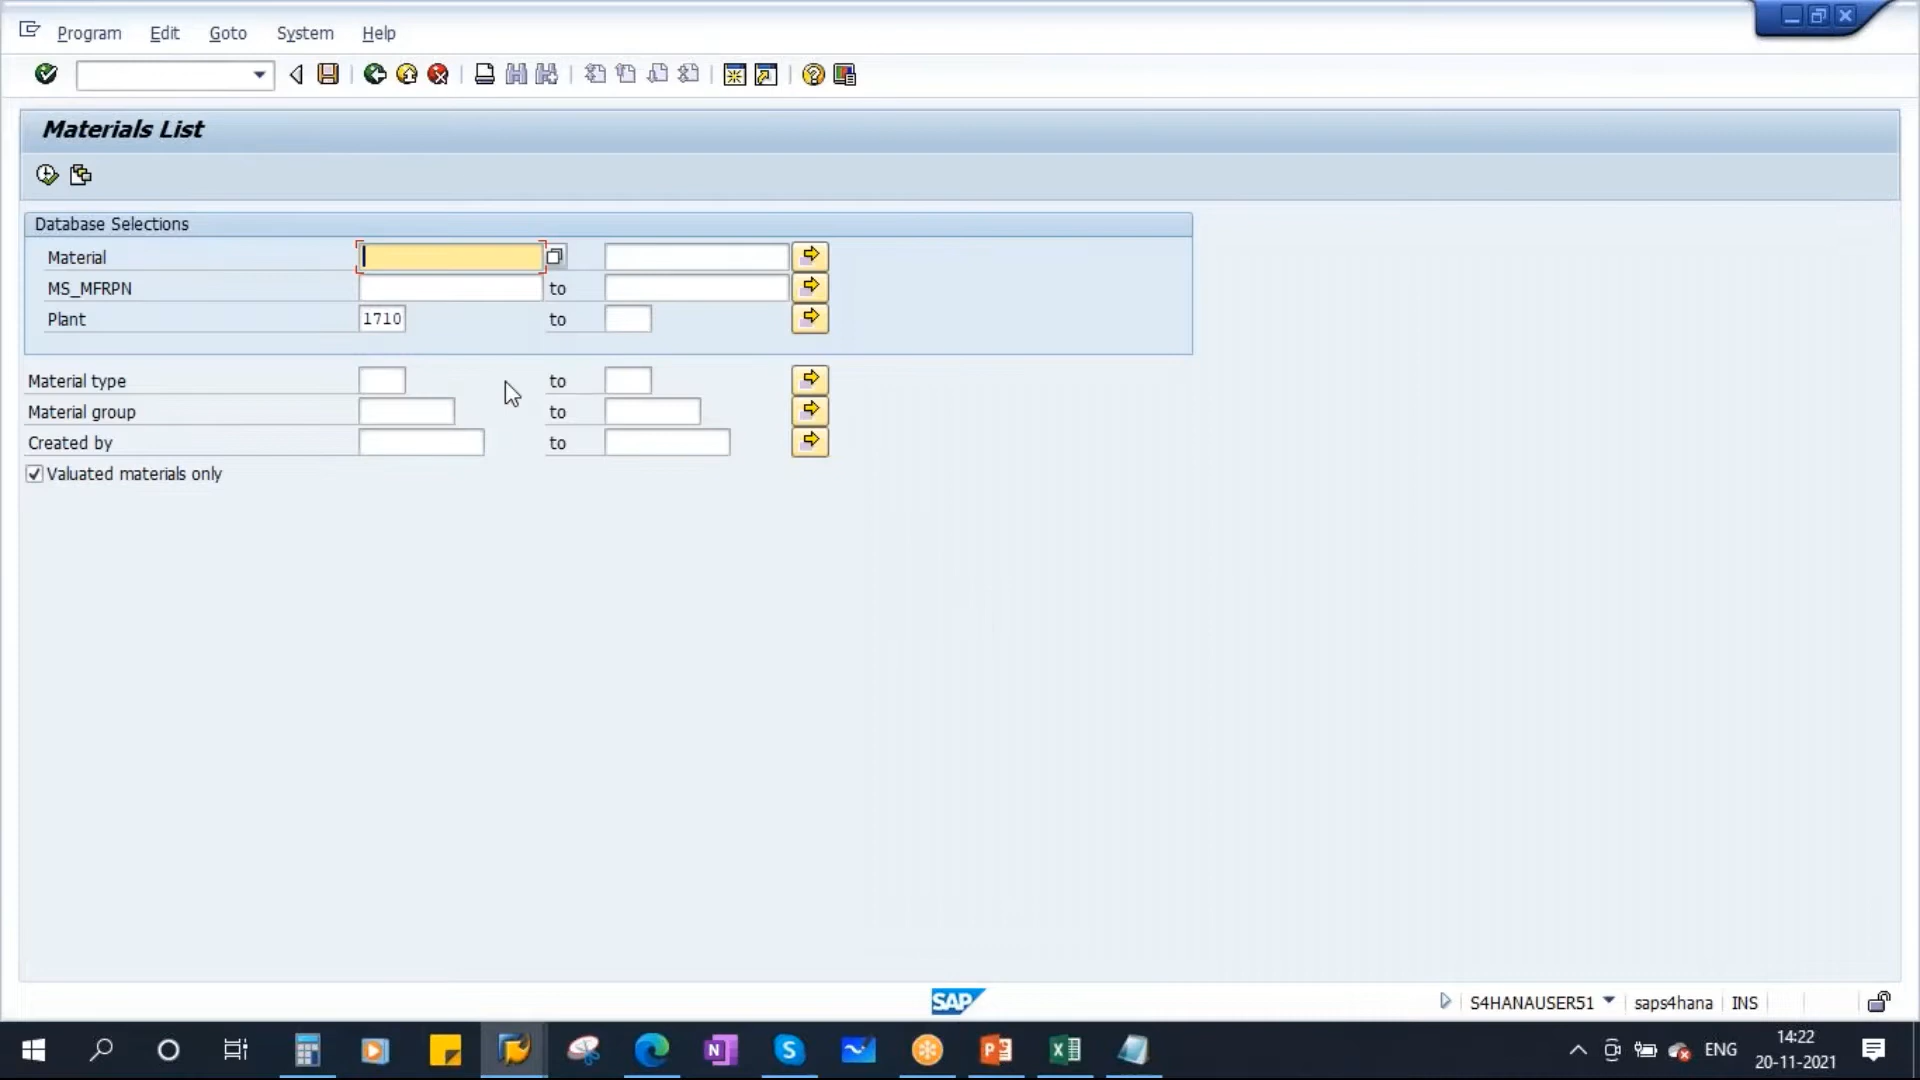 Program Edit Goto System Help
Materials List
Database Selections
Material
MS_MFRPN to
Plant 1710 to
Material type to
Material group to
Created by to
Valuated materials only
SAP S4HANAUSER51 saps4hana INS
N S P X ENG 14:22
20-11-2021